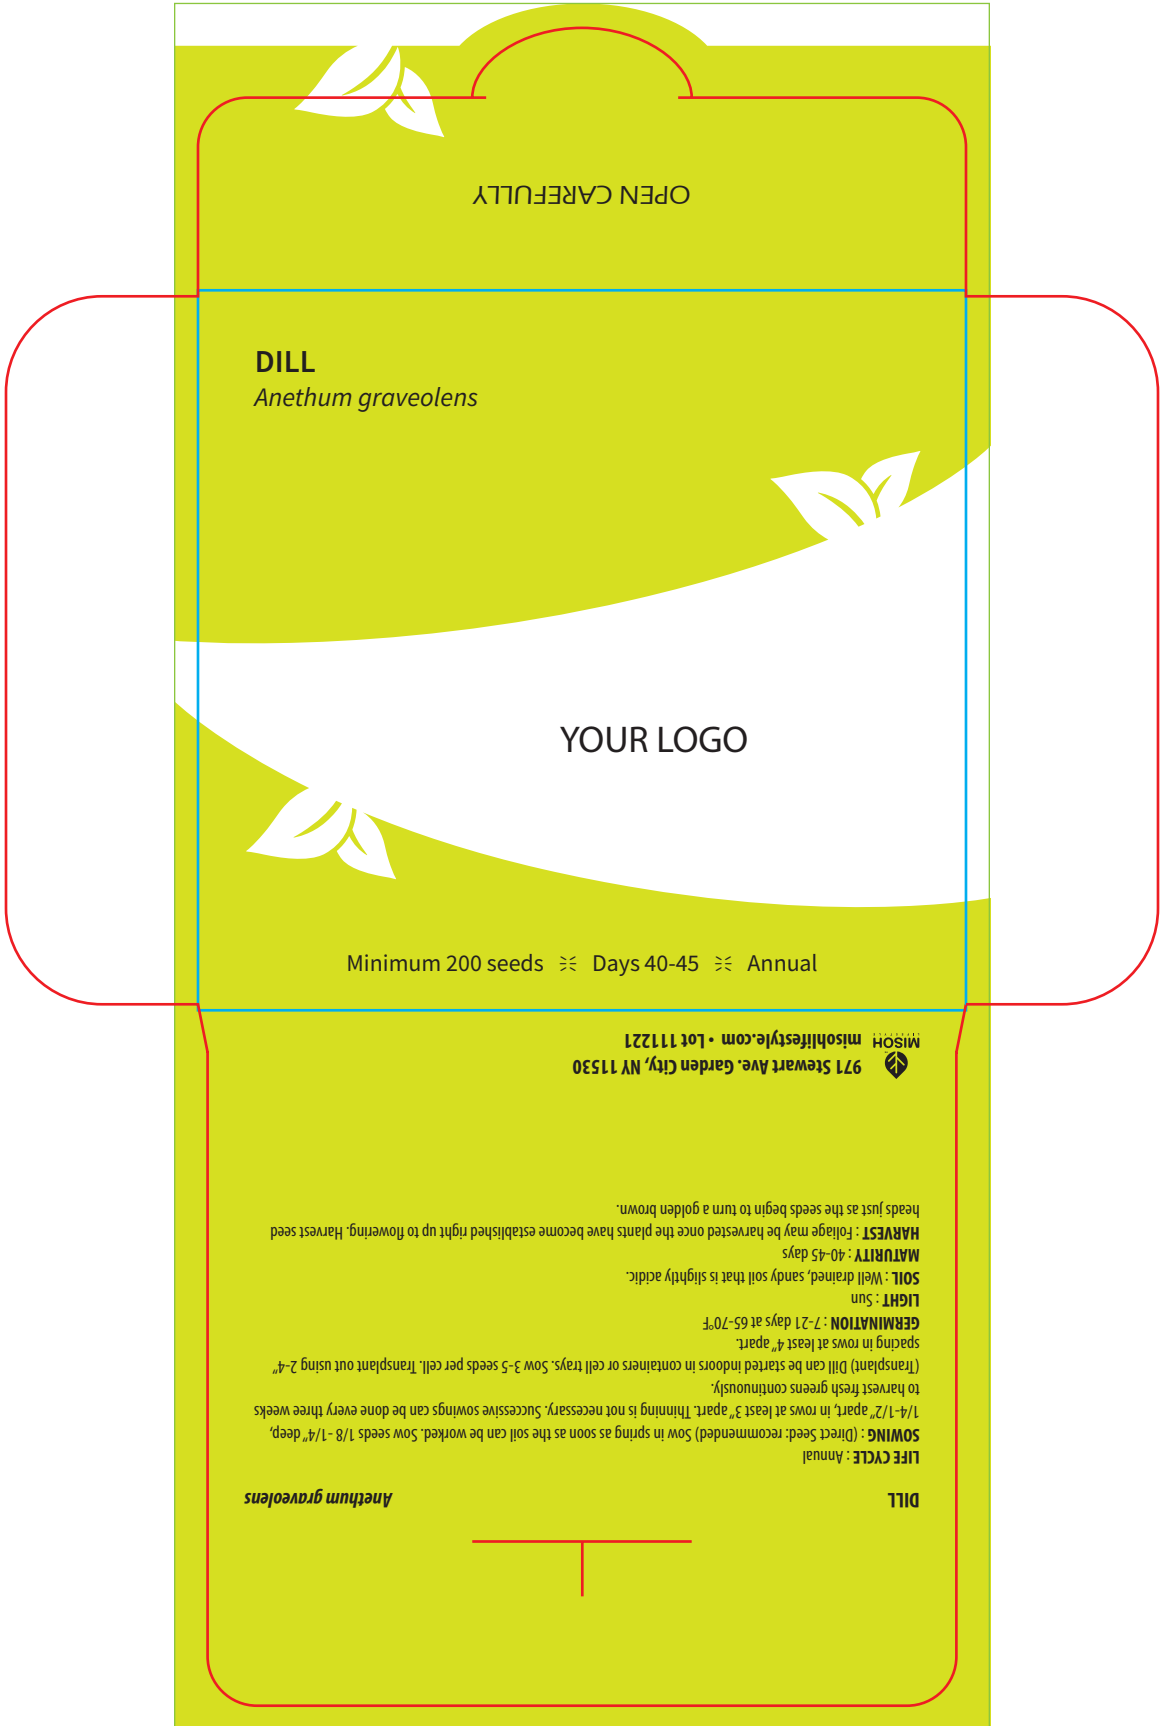 OPEN CAREFULLY
DILL
Anethum graveolens
YOUR LOGO
Minimum 200 seeds Days 40-45 Annual
DILL Anethum graveolens
LIFE CYCLE : Annual
SOWING : (Direct Seed: recommended) Sow in spring as soon as the soil can be worked. Sow seeds 1/8 -1/4" deep,
1/4-1/2" apart, in rows at least 3" apart. Thinning is not necessary. Successive sowings can be done every three weeks
to harvest fresh greens continuously.
(Transplant) Dill can be started indoors in containers or cell trays. Sow 3-5 seeds per cell. Transplant out using 2-4"
spacing in rows at least 4" apart.
GERMINATION : 7-21 days at 65-70°F
LIGHT : Sun
SOIL : Well drained, sandy soil that is slightly acidic.
MATURITY : 40-45 days
HARVEST : Foliage may be harvested once the plants have become established right up to flowering. Harvest seed
heads just as the seeds begin to turn a golden brown.
MISOH
971 Stewart Ave. Garden City, NY 11530
misohlifestyle.com • Lot 111221